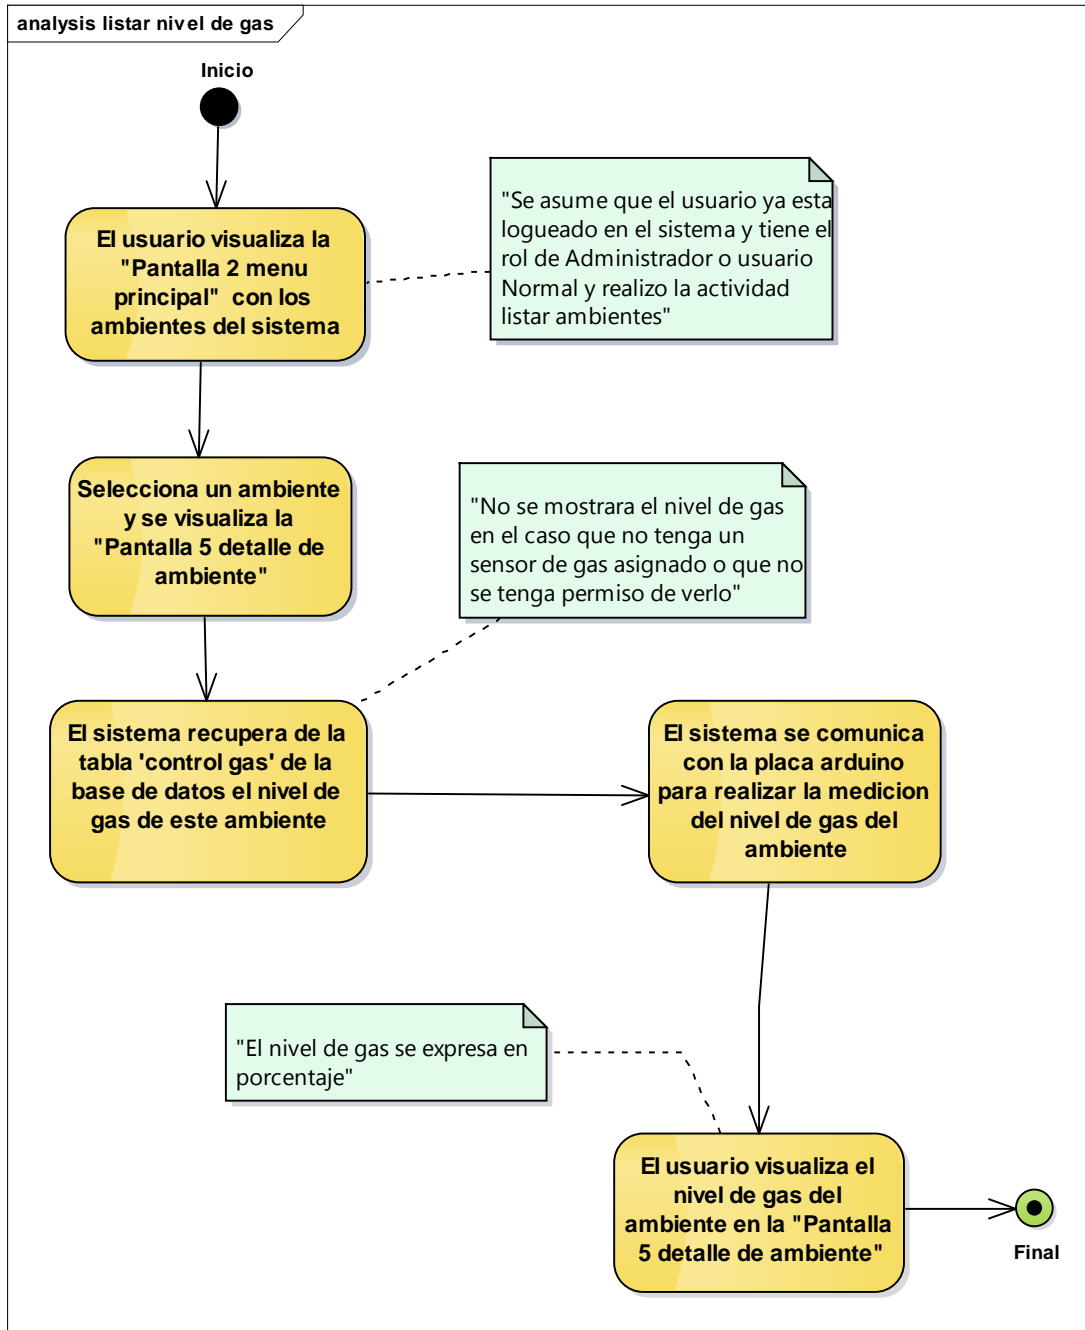 analysis listar nivel de gas
Inicio
"Se asume que el usuario ya esta
logueado en el sistema y tiene el
rol de Administrador o usuario
Normal y realizo la actividad
listar ambientes"
El usuario visualiza la
"Pantalla 2 menu
principal" con los
ambientes del sistema
Selecciona un ambiente
y se visualiza la
"Pantalla 5 detalle de
ambiente"
"No se mostrara el nivel de gas
en el caso que no tenga un
sensor de gas asignado o que no
se tenga permiso de verlo"
El sistema recupera de la
tabla 'control gas' de la
base de datos el nivel de
gas de este ambiente
El sistema se comunica
con la placa arduino
para realizar la medicion
del nivel de gas del
ambiente
"El nivel de gas se expresa en
porcentaje"
El usuario visualiza el
nivel de gas del
ambiente en la "Pantalla
5 detalle de ambiente"
Final